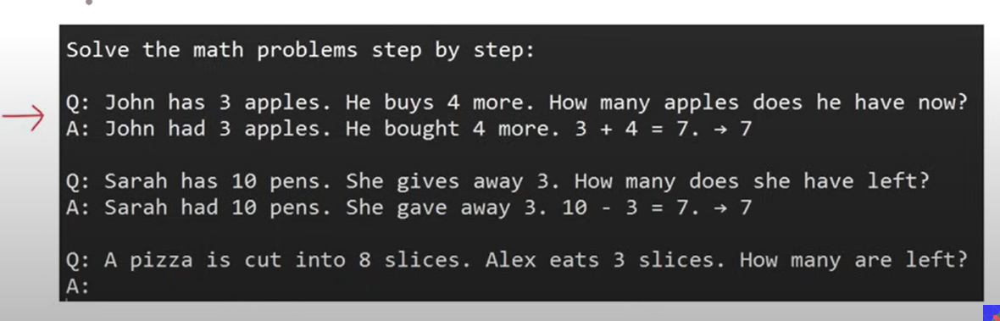 Solve the math problems step by step:
Q: John has 3 apples. He buys 4 more. How many apples does he have now?
A: John had 3 apples. He bought 4 more. 3 + 4 = 7. → 7
Q: Sarah has 10 pens. She gives away 3. How many does she have left?
A: Sarah had 10 pens. She gave away 3. 10 - 3 = 7. → 7
Q: A pizza is cut into 8 slices. Alex eats 3 slices. How many are left?
A: